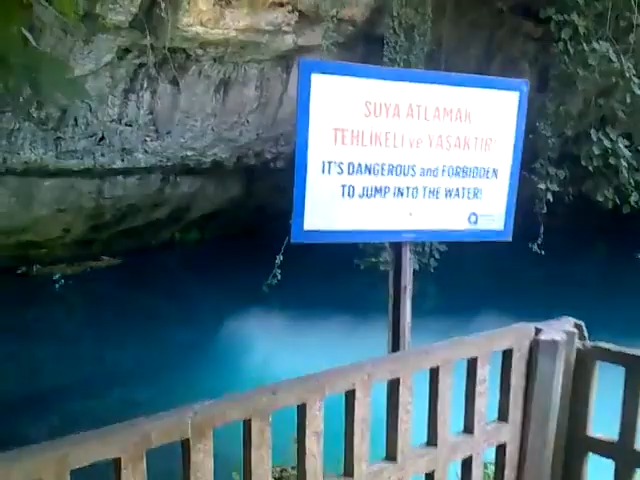 SUYA ATLAMAK
TEHLİKELİ ve YASAKTIR
IT'S DANGEROUS and FORBIDDEN
TO JUMP INTO THE WATER!